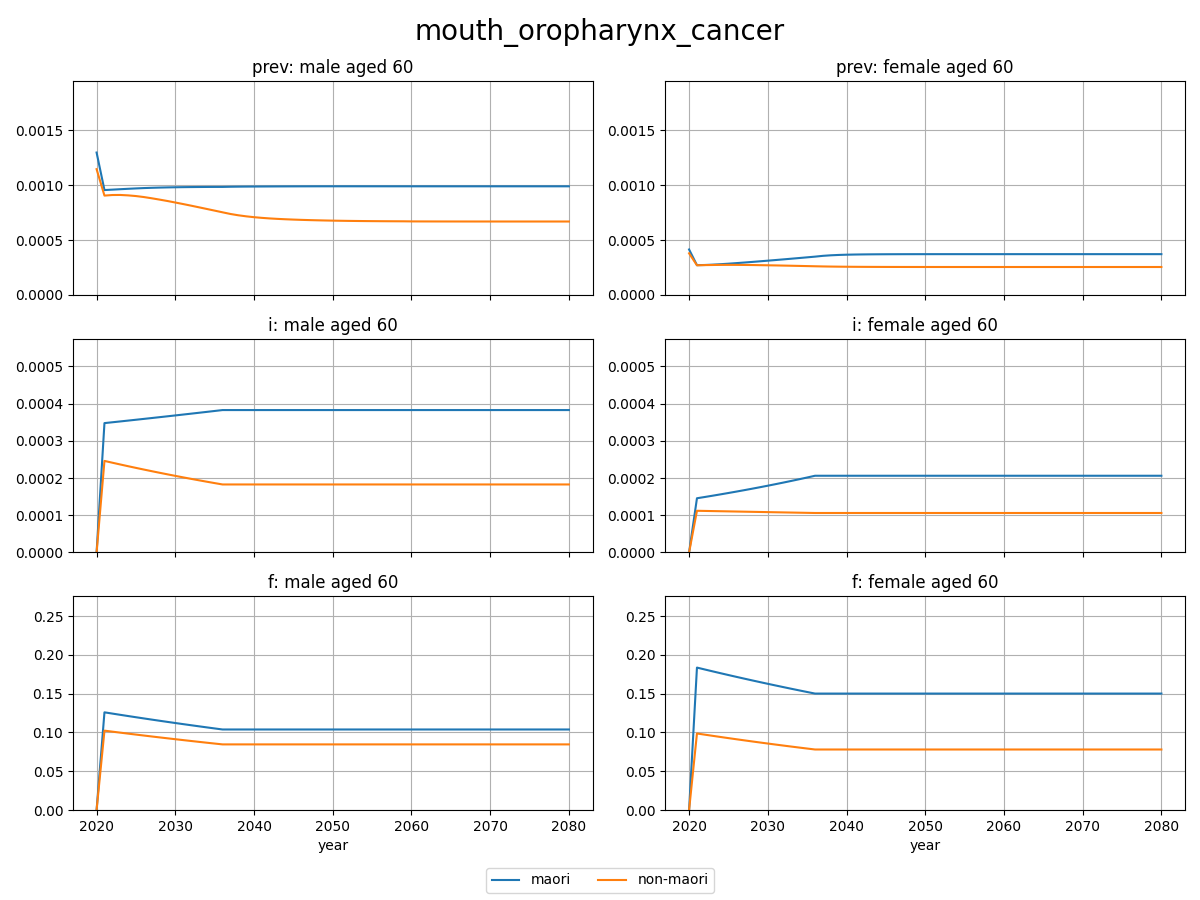 mouth_oropharynx_cancer
prev: male aged 60
prev: female aged 60
0.0015
0.0010
0.0005
0.0000
0.0015
0.0010
0.0005
0.0000
i: male aged 60
i: female aged 60
0.0005
0.0004
0.0003
0.0002
0.0001
0.0000
0.0005
0.0004
0.0003
0.0002
0.0001
0.0000
f: male aged 60
f: female aged 60
0.25
0.20
0.15
0.10
0.05
0.00
0.25
0.20
0.15
0.10
0.05
0.00
2020 2030 2040 2050 2060 2070 2080
2020 2030 2040 2050 2060 2070 2080
year
year
maori non-maori